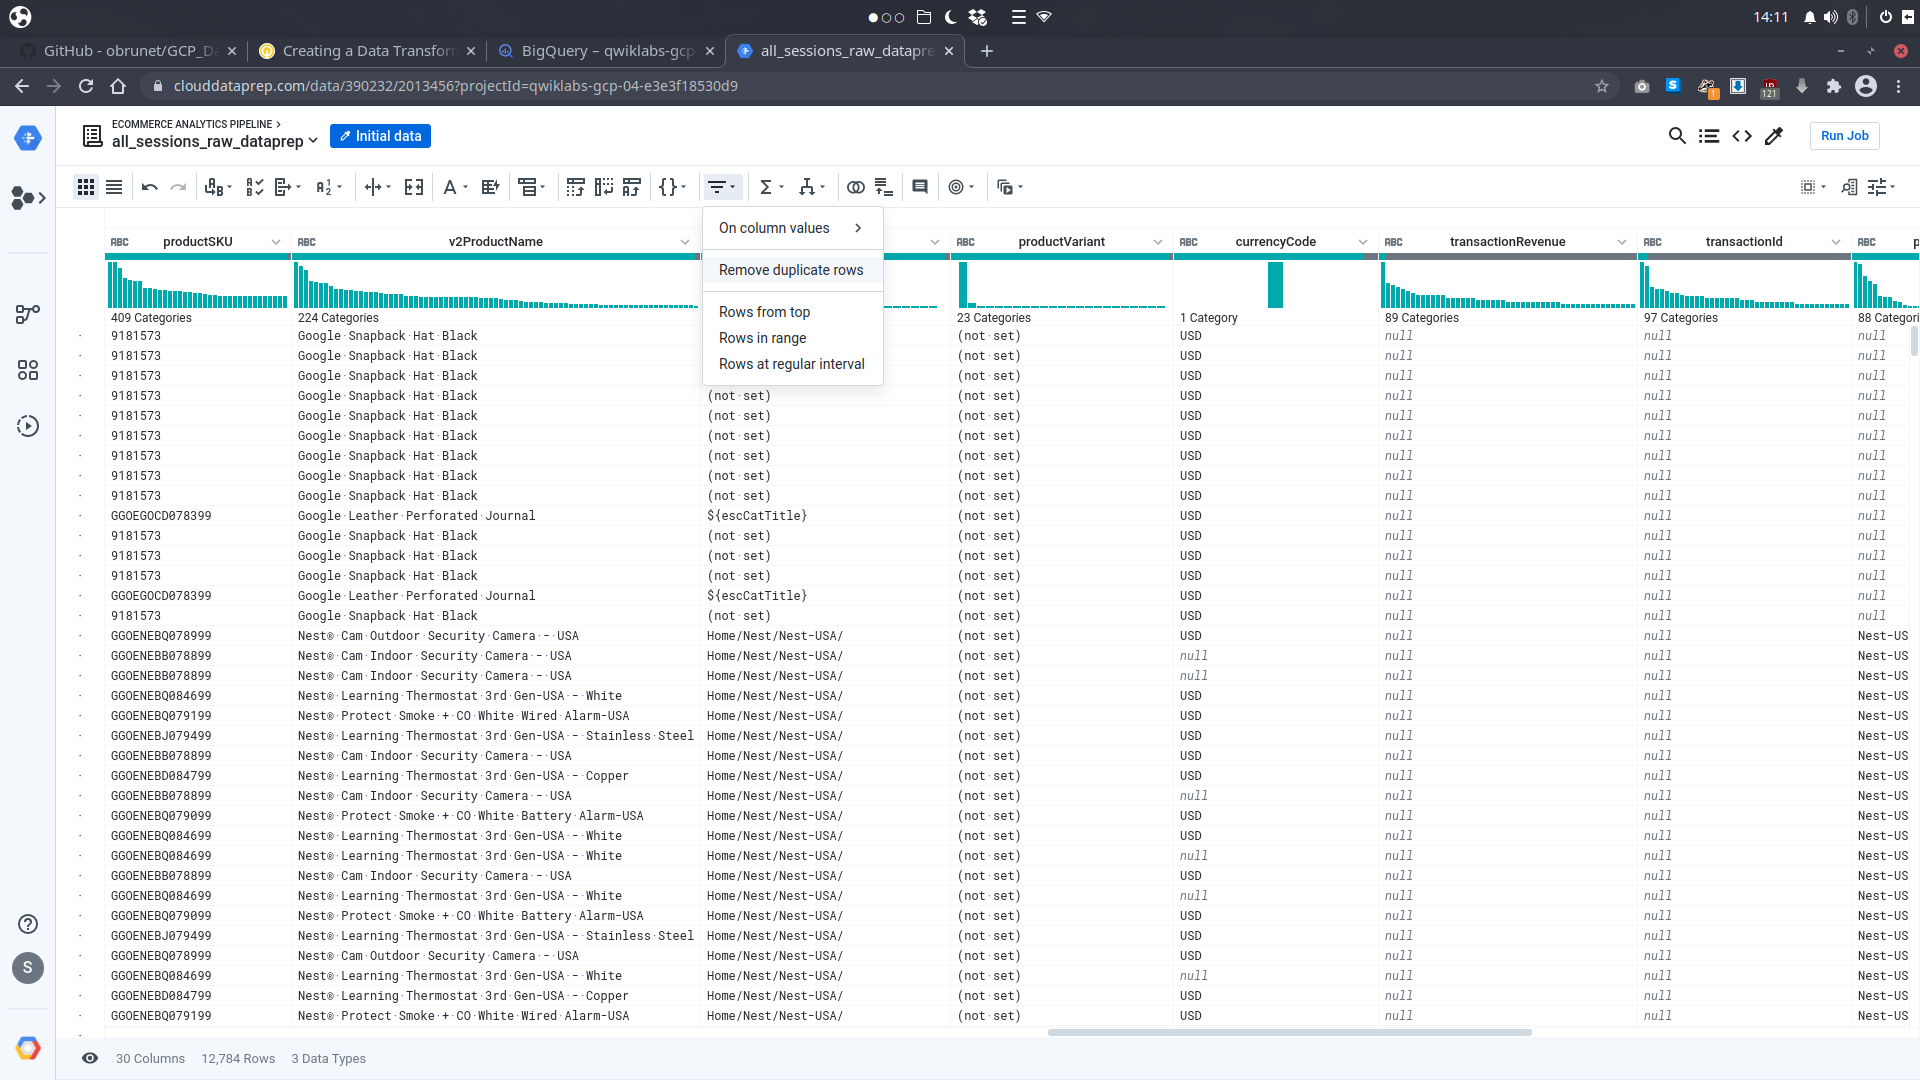 14:11
GitHub - obrunet/GCP_Da
Creating a Data Transforn
BigQuery – qwiklabs-gcp
all_sessions_raw_datapre
clouddataprep.com/data/390232/2013456?projectId=qwiklabs-gcp-04-e3e3f18530d9
1
121
ECOMMERCE ANALYTICS PIPELINE
all_sessions_raw_dataprep
Initial data
Run Job
On column values
Remove duplicate rows
Rows from top
Rows in range
Rows at regular interval
ABC productSKU ABC v2ProductName ABC productVariant ABC currencyCode ABC transactionRevenue ABC transactionId ABC p
409 Categories 224 Categories 23 Categories 1 Category 89 Categories 97 Categories 88 Categori
9181573 Google Snapback Hat Black (not set) USD null null null
9181573 Google Snapback Hat Black (not set) USD null null null
9181573 Google Snapback Hat Black (not set) USD null null null
9181573 Google Snapback Hat Black (not set) (not set) USD null null null
9181573 Google Snapback Hat Black (not set) (not set) USD null null null
9181573 Google Snapback Hat Black (not set) (not set) USD null null null
9181573 Google Snapback Hat Black (not set) (not set) USD null null null
9181573 Google Snapback Hat Black (not set) (not set) USD null null null
9181573 Google Snapback Hat Black (not set) (not set) USD null null null
GGOEGOCD078399 Google Leather Perforated Journal ${escCatTitle} (not set) USD null null null
9181573 Google Snapback Hat Black (not set) (not set) USD null null null
9181573 Google Snapback Hat Black (not set) (not set) USD null null null
9181573 Google Snapback Hat Black (not set) (not set) USD null null null
GGOEGOCD078399 Google Leather Perforated Journal ${escCatTitle} (not set) USD null null null
9181573 Google Snapback Hat Black (not set) (not set) USD null null null
GGOENEBQ078999 Nest® Cam Outdoor Security Camera - USA Home/Nest/Nest-USA/ (not set) USD null null Nest-US
GGOENEBB078899 Nest® Cam Indoor Security Camera - USA Home/Nest/Nest-USA/ (not set) null null null Nest-US
GGOENEBB078899 Nest® Cam Indoor Security Camera - USA Home/Nest/Nest-USA/ (not set) null null null Nest-US
GGOENEBQ084699 Nest® Learning Thermostat 3rd Gen-USA - White Home/Nest/Nest-USA/ (not set) USD null null Nest-US
GGOENEBQ079199 Nest® Protect Smoke + CO White Wired Alarm-USA Home/Nest/Nest-USA/ (not set) USD null null Nest-US
GGOENEBJ079499 Nest® Learning Thermostat 3rd Gen-USA - Stainless Steel Home/Nest/Nest-USA/ (not set) USD null null Nest-US
GGOENEBB078899 Nest® Cam Indoor Security Camera - USA Home/Nest/Nest-USA/ (not set) USD null null Nest-US
GGOENEBD084799 Nest® Learning Thermostat 3rd Gen-USA - Copper Home/Nest/Nest-USA/ (not set) USD null null Nest-US
GGOENEBB078899 Nest® Cam Indoor Security Camera - USA Home/Nest/Nest-USA/ (not set) null null null Nest-US
GGOENEBQ079099 Nest® Protect Smoke + CO White Battery Alarm-USA Home/Nest/Nest-USA/ (not set) USD null null Nest-US
GGOENEBQ084699 Nest® Learning Thermostat 3rd Gen-USA - White Home/Nest/Nest-USA/ (not set) USD null null Nest-US
GGOENEBQ084699 Nest® Learning Thermostat 3rd Gen-USA - White Home/Nest/Nest-USA/ (not set) null null null Nest-US
GGOENEBB078899 Nest® Cam Indoor Security Camera - USA Home/Nest/Nest-USA/ (not set) USD null null Nest-US
GGOENEBQ084699 Nest® Learning Thermostat 3rd Gen-USA - White Home/Nest/Nest-USA/ (not set) null null null Nest-US
GGOENEBQ079099 Nest® Protect Smoke + CO White Battery Alarm-USA Home/Nest/Nest-USA/ (not set) USD null null Nest-US
GGOENEBJ079499 Nest® Learning Thermostat 3rd Gen-USA - Stainless Steel Home/Nest/Nest-USA/ (not set) USD null null Nest-US
GGOENEBQ078999 Nest® Cam Outdoor Security Camera - USA Home/Nest/Nest-USA/ (not set) USD null null Nest-US
GGOENEBQ084699 Nest® Learning Thermostat 3rd Gen-USA - White Home/Nest/Nest-USA/ (not set) null null null Nest-US
GGOENEBD084799 Nest® Learning Thermostat 3rd Gen-USA - Copper Home/Nest/Nest-USA/ (not set) USD null null Nest-US
GGOENEBQ079199 Nest® Protect Smoke + CO White Wired Alarm-USA Home/Nest/Nest-USA/ (not set) USD null null Nest-US
S
30 Columns 12,784 Rows 3 Data Types